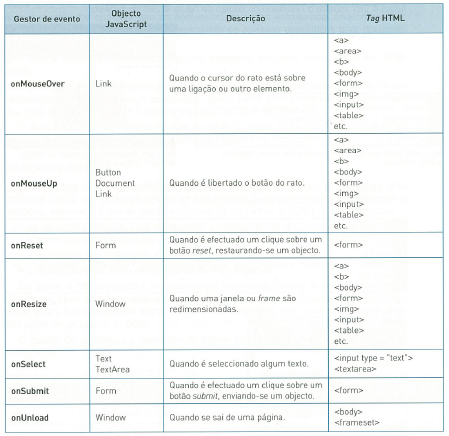 Gestor de evento
Objecto
JavaScript
Descrição
Tag HTML
onMouseOver
Link
Quando o cursor do rato está sobre
uma ligação ou outro elemento.
<a>
<area>
<b>
<body>
<form>
<img>
<input>
<table>
etc.
onMouseUp
Button
Document
Link
Quando é libertado o botão do rato.
<a>
<area>
<b>
<body>
<form>
<img>
<input>
<table>
etc.
onReset
Form
Quando é efectuado um clique sobre um
botão reset, restaurando-se um objecto.
<form>
onResize
Window
Quando uma janela ou frame são
redimensionadas.
<a>
<b>
<body>
<form>
<img>
<input>
<table>
etc.
onSelect
Text
TextArea
Quando é seleccionado algum texto.
<input type = "text">
<textarea>
onSubmit
Form
Quando é efectuado um clique sobre um
botão submit, enviando-se um objecto.
<form>
onUnload
Window
Quando se sai de uma página.
<body>
<frameset>